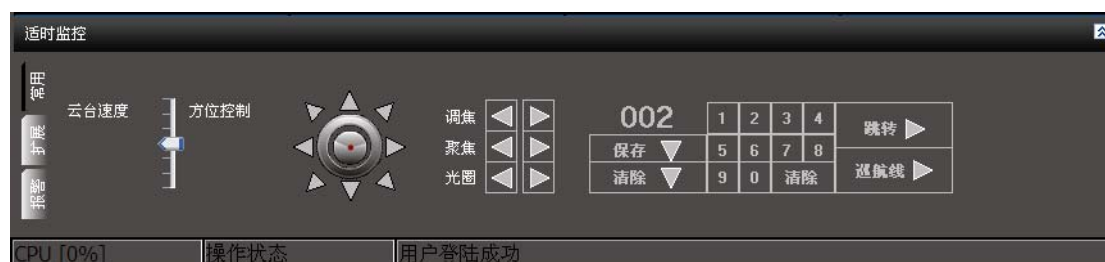 适时监控
常用
扩展
报警
云台速度
方位控制
调焦
聚焦
光圈
002
保存
清除
1 2 3 4
5 6 7 8
9 0 清除
跳转
巡航线
CPU [0%] 操作状态 用户登陆成功